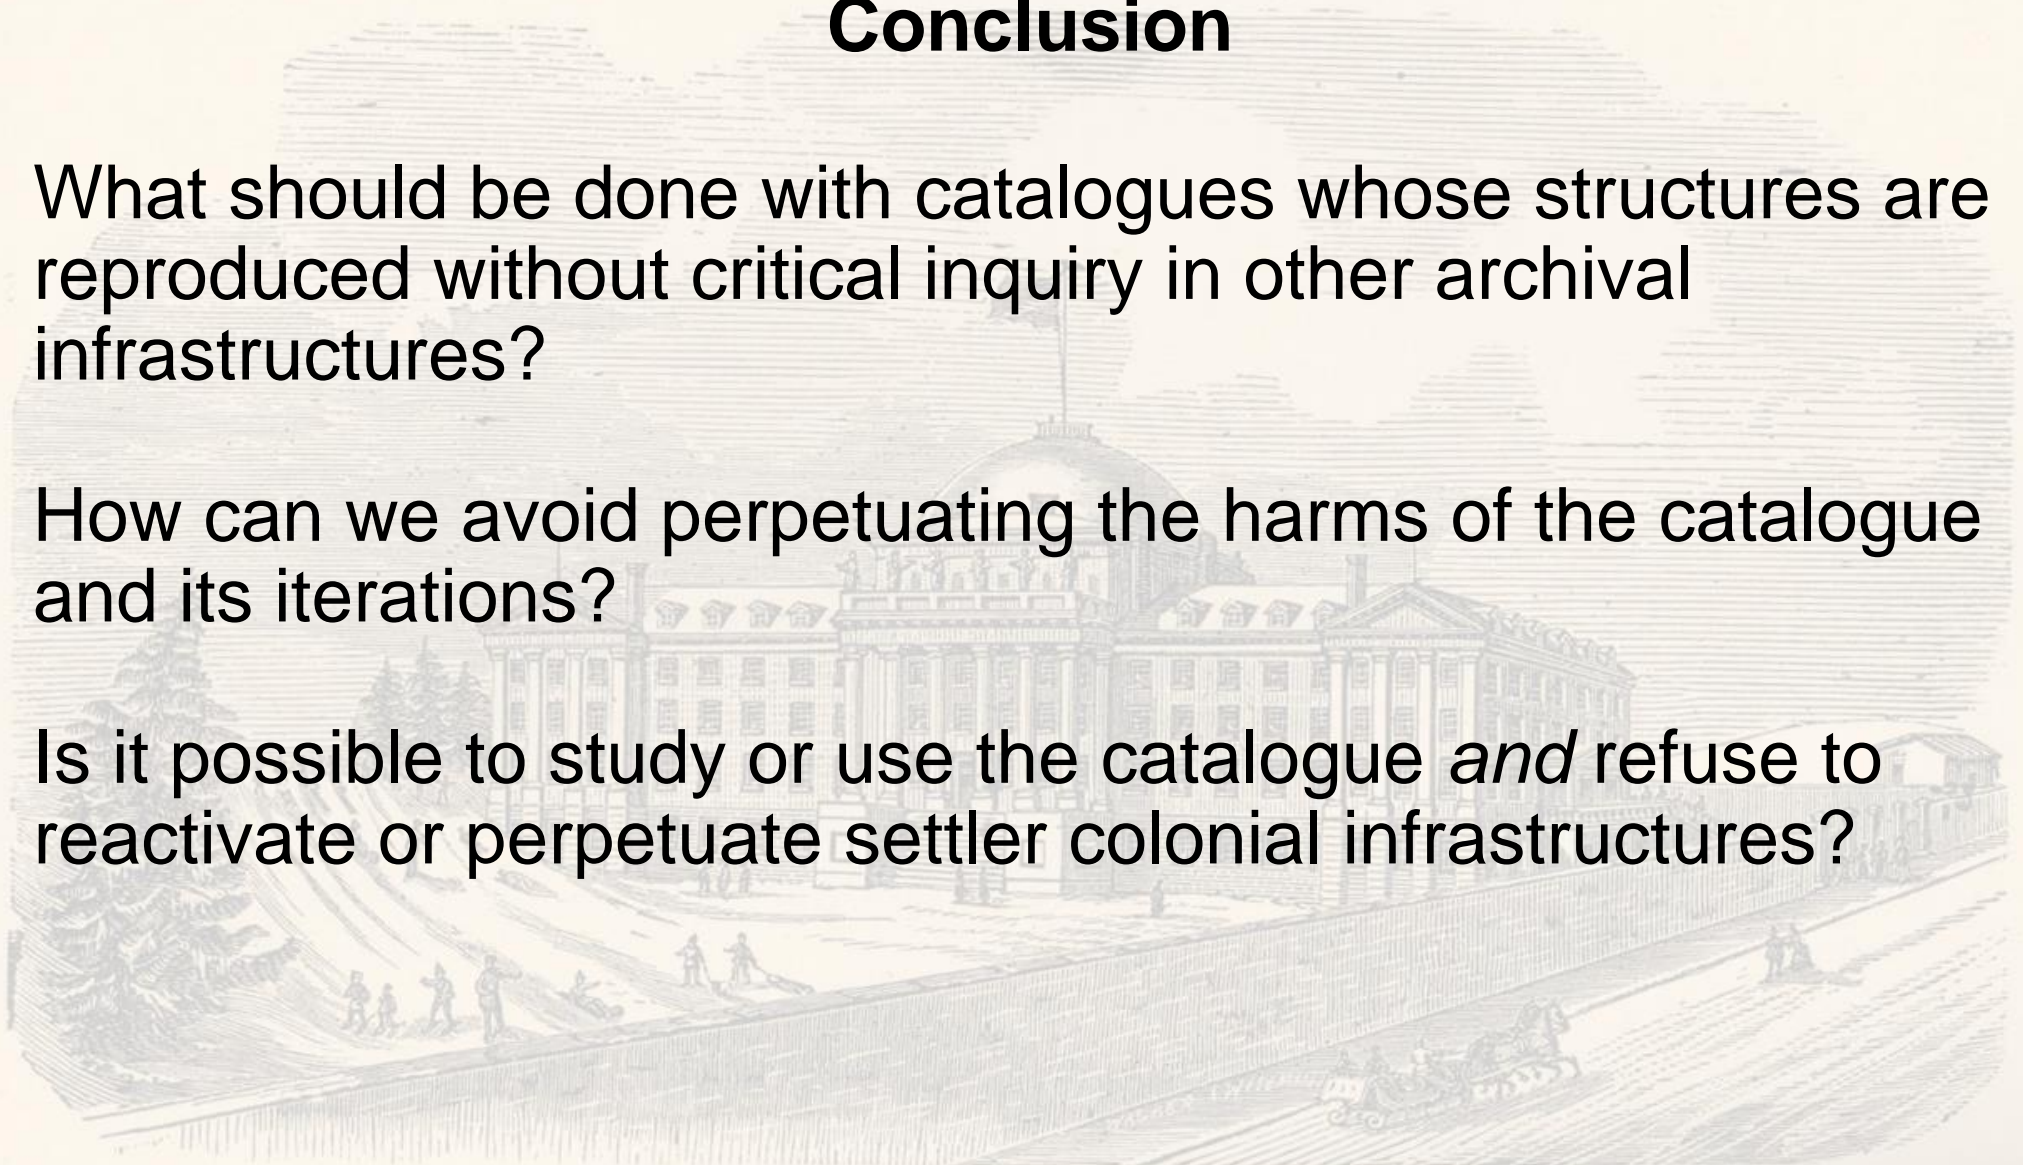 Conclusion
What should be done with catalogues whose structures are
reproduced without critical inquiry in other archival
infrastructures?
How can we avoid perpetuating the harms of the catalogue
and its iterations?
Is it possible to study or use the catalogue and refuse to
reactivate or perpetuate settler colonial infrastructures?